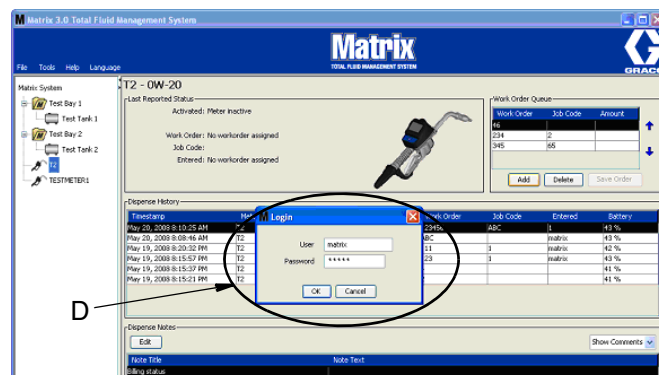 Matrix 3.0 Total Fluid Management System
Matrix
TOTAL FLUID MANAGEMENT SYSTEM
GRACO
File Tools Help Language
Matrix System
Test Bay 1
Test Tank 1
Test Bay 2
Test Tank 2
T2
TESTMETER1
T2 - 0W-20
Last Reported Status
Activated: Meter inactive
Work Order: No workorder assigned
Job Code:
Entered: No workorder assigned
Work Order Queue
Work Order Job Code Amount
46
234 2
345 65
Add Delete Save Order
Dispense History
Timestamp Work Order Job Code Entered Battery
May 20, 2008 8:10:25 AM T2 ABC 1 43 %
May 20, 2008 8:08:46 AM T2 ABC matrix 43 %
May 19, 2008 8:20:32 PM T2 11 1 matrix 42 %
May 19, 2008 8:15:57 PM T2 23 1 matrix 43 %
May 19, 2008 8:15:37 PM T2 41 %
May 19, 2008 8:15:21 PM T2 41 %
Login
User matrix
Password *****
OK Cancel
D
Dispense Notes
Edit Show Comments
Note Title Note Text
Billing status